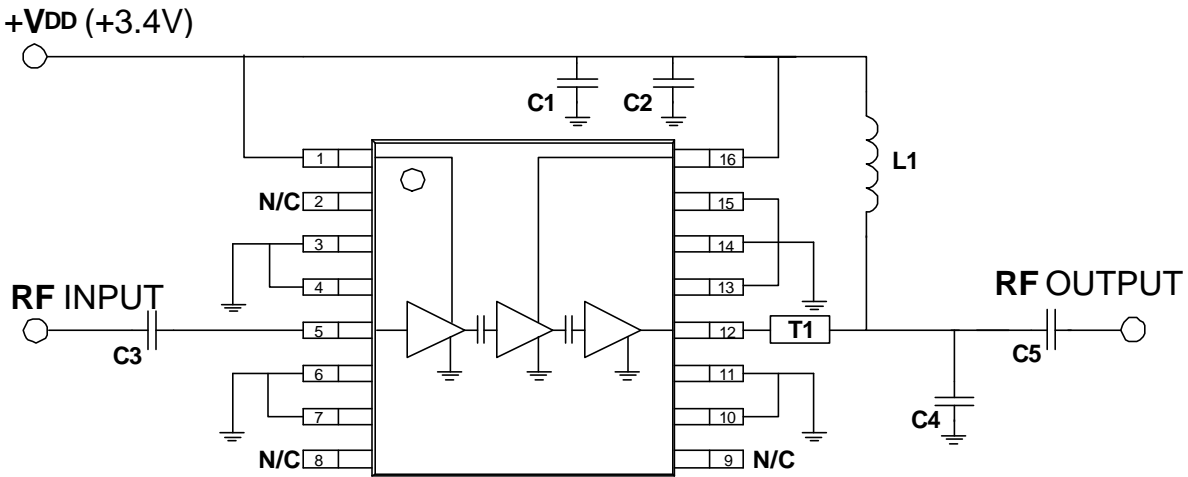 +VDD (+3.4V)
C1
C2
L1
1
16
N/C 2
15
3
14
4
13
RF INPUT
RF OUTPUT
5
12
T1
C3
C5
6
11
7
10
C4
N/C 8
9 N/C